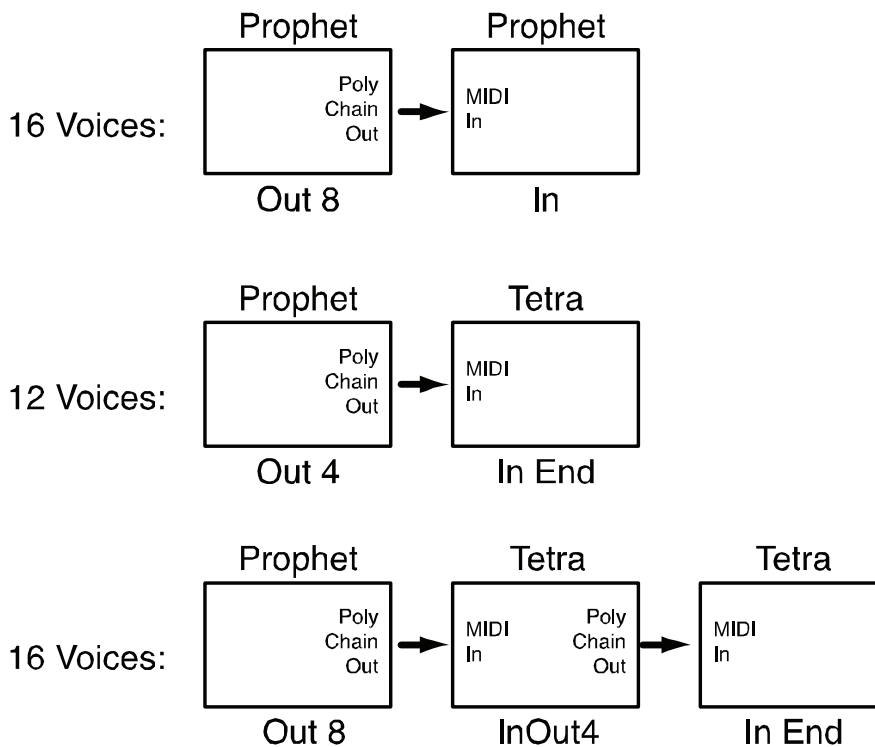 Prophet Prophet
16 Voices:
Poly
Chain
Out
MIDI
In
Out 8 In
Prophet Tetra
12 Voices:
Poly
Chain
Out
MIDI
In
Out 4 In End
Prophet Tetra Tetra
16 Voices:
Poly
Chain
Out
MIDI
In
Poly
Chain
Out
MIDI
In
Out 8 InOut4 In End